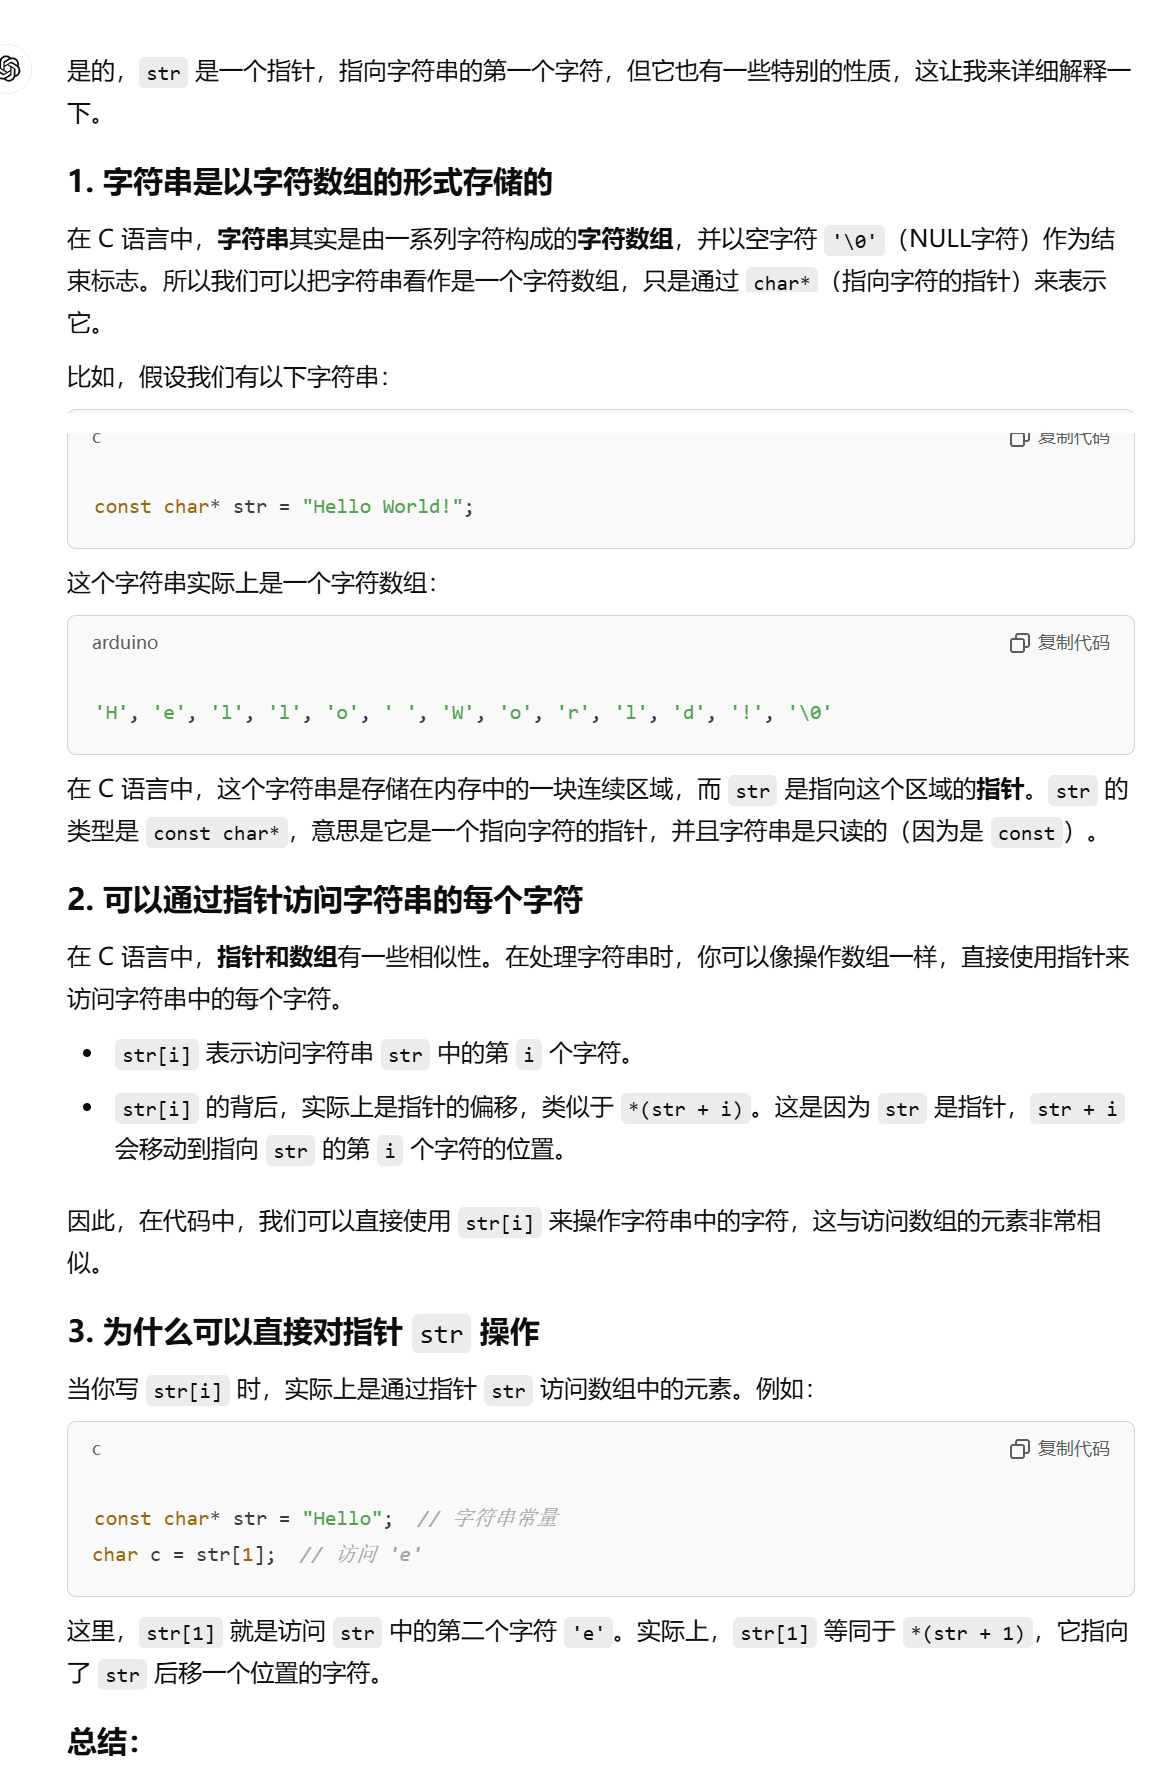 是的，str 是一个指针，指向字符串的第一个字符，但它也有一些特别的性质，这让我来详细解释一
下。
1. 字符串是以字符数组的形式存储的
在 C 语言中，字符串其实是由一系列字符构成的字符数组，并以空字符 '\0'（NULL字符）作为结
束标志。所以我们可以把字符串看作是一个字符数组，只是通过 char*（指向字符的指针）来表示
它。
比如，假设我们有以下字符串：
c
复制代码
const char* str = "Hello World!";
这个字符串实际上是一个字符数组：
arduino
复制代码
'H', 'e', 'l', 'l', 'o', ' ', 'W', 'o', 'r', 'l', 'd', '!', '\0'
在 C 语言中，这个字符串是存储在内存中的一块连续区域，而 str 是指向这个区域的指针。str 的
类型是 const char*，意思是它是一个指向字符的指针，并且字符串是只读的（因为是 const）。
2. 可以通过指针访问字符串的每个字符
在 C 语言中，指针和数组有一些相似性。在处理字符串时，你可以像操作数组一样，直接使用指针来
访问字符串中的每个字符。
• str[i] 表示访问字符串 str 中的第 i 个字符。
• str[i] 的背后，实际上是指针的偏移，类似于 *(str + i)。这是因为 str 是指针，str + i
会移动到指向 str 的第 i 个字符的位置。
因此，在代码中，我们可以直接使用 str[i] 来操作字符串中的字符，这与访问数组的元素非常相
似。
3. 为什么可以直接对指针 str 操作
当你写 str[i] 时，实际上是通过指针 str 访问数组中的元素。例如：
c
复制代码
const char* str = "Hello";  // 字符串常量
char c = str[1];  // 访问 'e'
这里，str[1] 就是访问 str 中的第二个字符 'e'。实际上，str[1] 等同于 *(str + 1)，它指向
了 str 后移一个位置的字符。
总结：